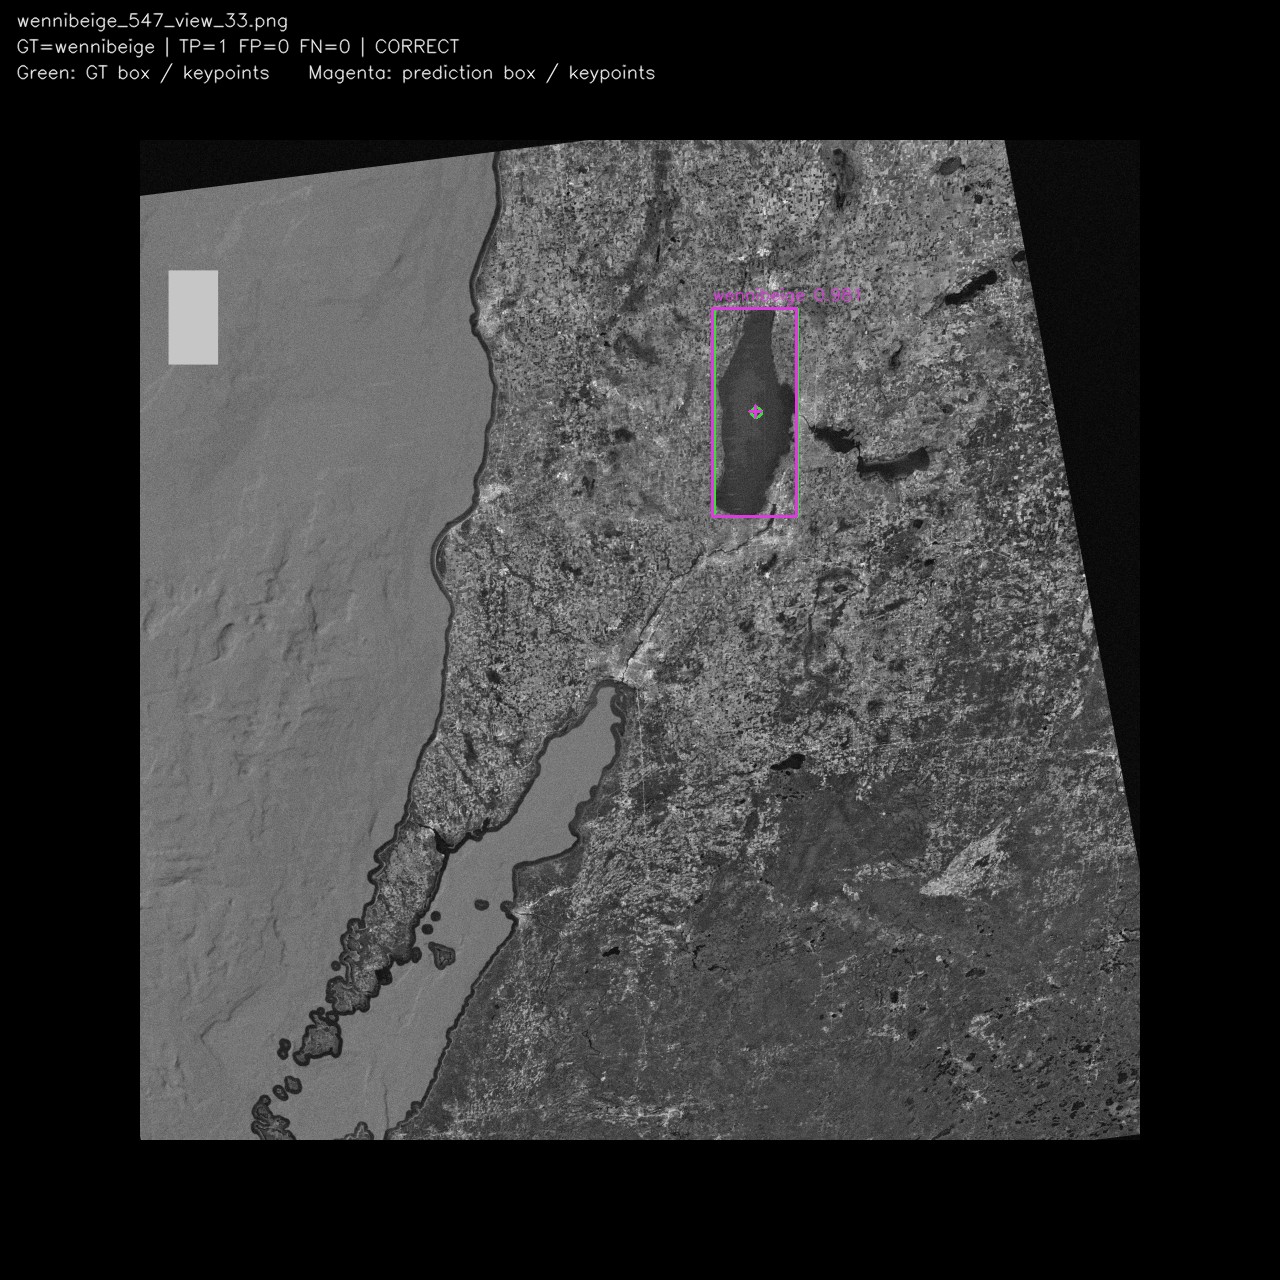 wennibeige_547_view_33.png
GT=wennibeige | TP=1 FP=0 FN=0 | CORRECT
Green: GT box / keypoints    Magenta: prediction box / keypoints
wennibeige